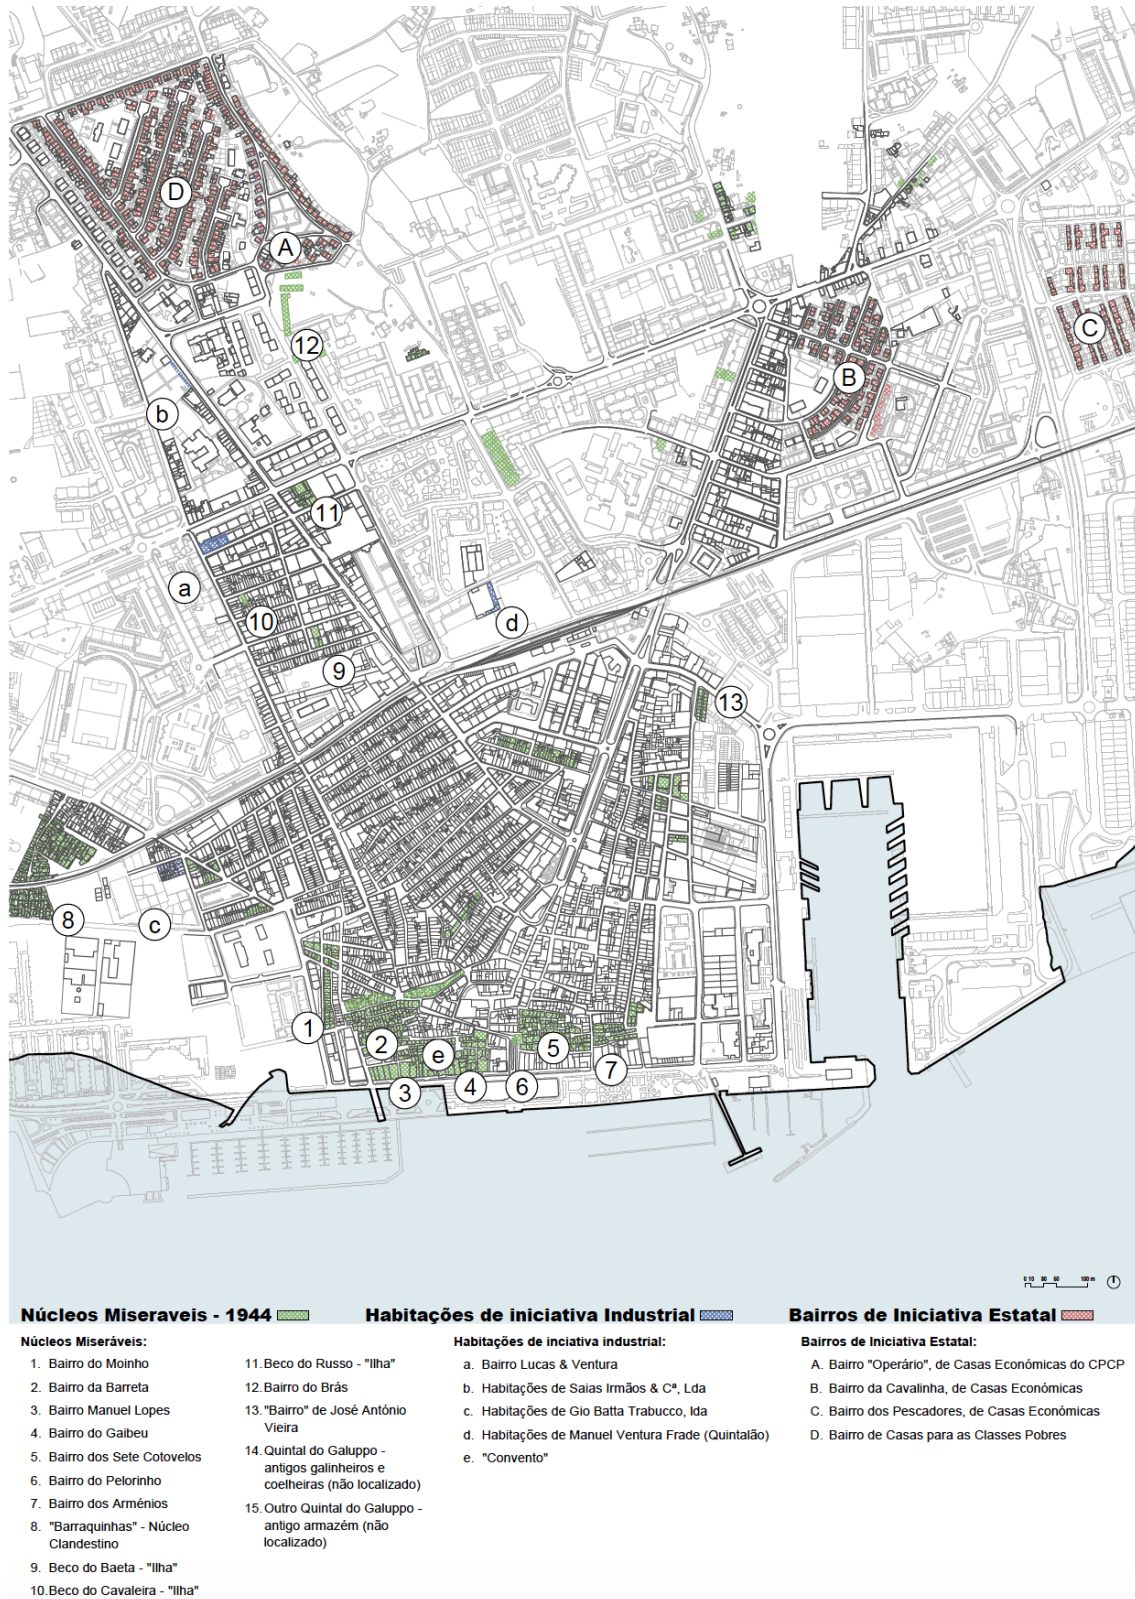 D
A
12
b
B
C
11
a
10
d
9
13
8
c
1
2
e
5
7
3
4
6
0 10 30 50 100 m
Núcleos Miseraveis - 1944
Habitações de iniciativa Industrial
Bairros de Iniciativa Estatal
Núcleos Miseráveis:
1. Bairro do Moinho
2. Bairro da Barreta
3. Bairro Manuel Lopes
4. Bairro do Gaibeu
5. Bairro dos Sete Cotovelos
6. Bairro do Pelorinho
7. Bairro dos Arménios
8. "Barraquinhas" - Núcleo
Clandestino
9. Beco do Baeta - "Ilha"
10. Beco do Cavaleira - "Ilha"
11. Beco do Russo - "Ilha"
12. Bairro do Brás
13. "Bairro" de José António
Vieira
14. Quintal do Galuppo -
antigos galinheiros e
coelheiras (não localizado)
15. Outro Quintal do Galuppo -
antigo armazém (não
localizado)
Habitações de inciativa industrial:
a. Bairro Lucas & Ventura
b. Habitações de Saias Irmãos & Cª, Lda
c. Habitações de Gio Batta Trabucco, lda
d. Habitações de Manuel Ventura Frade (Quintalão)
e. "Convento"
Bairros de Iniciativa Estatal:
A. Bairro "Operário", de Casas Económicas do CPCP
B. Bairro da Cavalinha, de Casas Económicas
C. Bairro dos Pescadores, de Casas Económicas
D. Bairro de Casas para as Classes Pobres